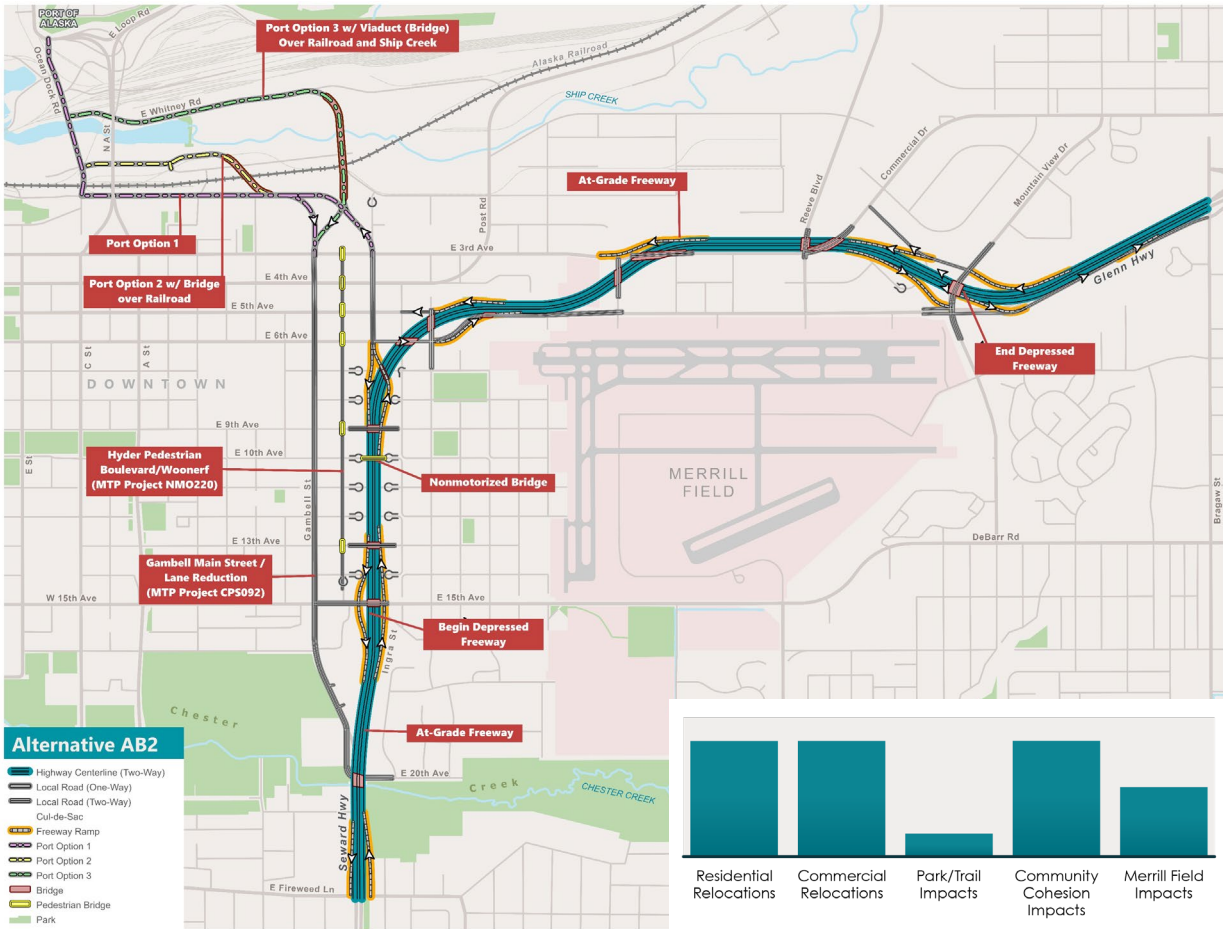 PORT OF
ALASKA
E Loop Rd
Ocean Dock Rd
Port Option 3 w/ Viaduct (Bridge)
Over Railroad and Ship Creek
Alaska Railroad
E Whitney Rd
SHIP CREEK
N A St
Commercial Dr
Mountain View Dr
Reeve Blvd
Post Rd
At-Grade Freeway
Port Option 1
E 3rd Ave
Port Option 2 w/ Bridge
over Railroad
E 4th Ave
Glenn Hwy
E 5th Ave
E 6th Ave
C St
A St
End Depressed
Freeway
DOWNTOWN
E 9th Ave
E St
Hyder Pedestrian
Boulevard/Woonerf
(MTP Project NMO220)
E 10th Ave
Nonmotorized Bridge
MERRILL
FIELD
Gambell St
Bragaw St
E 13th Ave
DeBarr Rd
Gambell Main Street /
Lane Reduction
(MTP Project CPS092)
W 15th Ave
E 15th Ave
Begin Depressed
Freeway
Ingra St
Chester
At-Grade Freeway
E 20th Ave
Creek
CHESTER CREEK
Seward Hwy
E Fireweed Ln
Alternative AB2
Highway Centerline (Two-Way)
Local Road (One-Way)
Local Road (Two-Way)
Cul-de-Sac
Freeway Ramp
Port Option 1
Port Option 2
Port Option 3
Bridge
Pedestrian Bridge
Park
Residential
Relocations
Commercial
Relocations
Park/Trail
Impacts
Community
Cohesion
Impacts
Merrill Field
Impacts